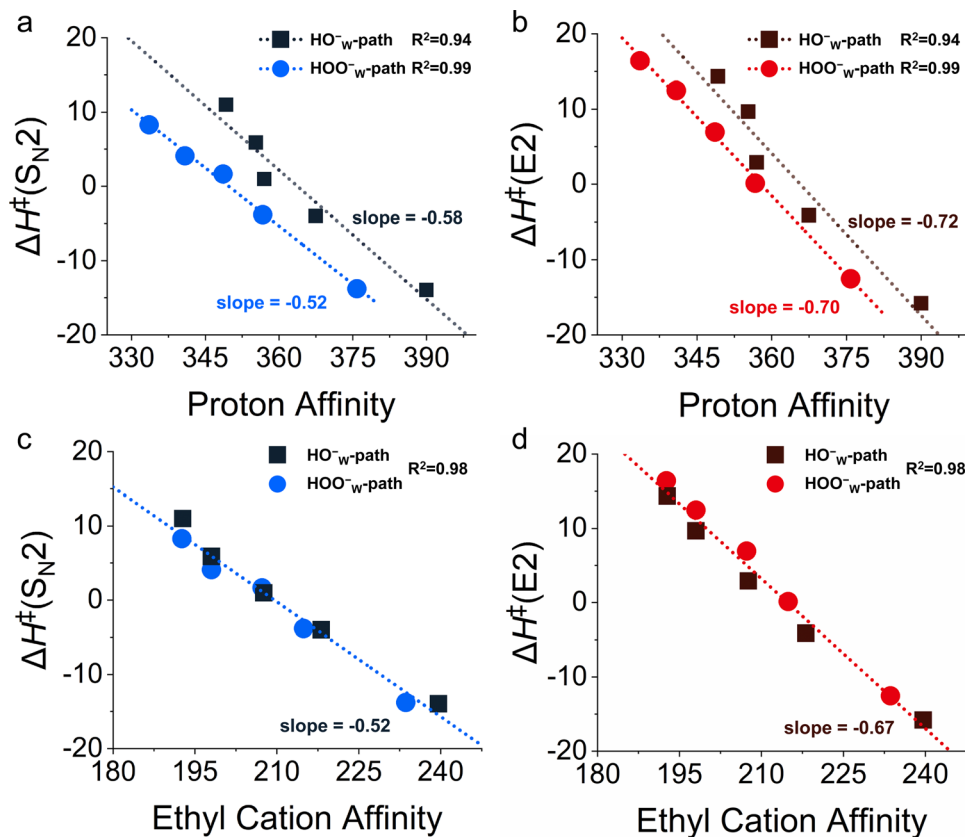 a
20
10
0
-10
-20
ΔH‡(SN2)
HO⁻w-path R²=0.94
HOO⁻w-path R²=0.99
slope = -0.58
slope = -0.52
330 345 360 375 390
Proton Affinity
b
20
10
0
-10
-20
ΔH‡(E2)
HO⁻w-path R²=0.94
HOO⁻w-path R²=0.99
slope = -0.72
slope = -0.70
330 345 360 375 390
Proton Affinity
c
20
10
0
-10
-20
ΔH‡(SN2)
HO⁻w-path
HOO⁻w-path
R²=0.98
slope = -0.52
180 195 210 225 240
Ethyl Cation Affinity
d
20
10
0
-10
-20
ΔH‡(E2)
HO⁻w-path
HOO⁻w-path
R²=0.98
slope = -0.67
180 195 210 225 240
Ethyl Cation Affinity